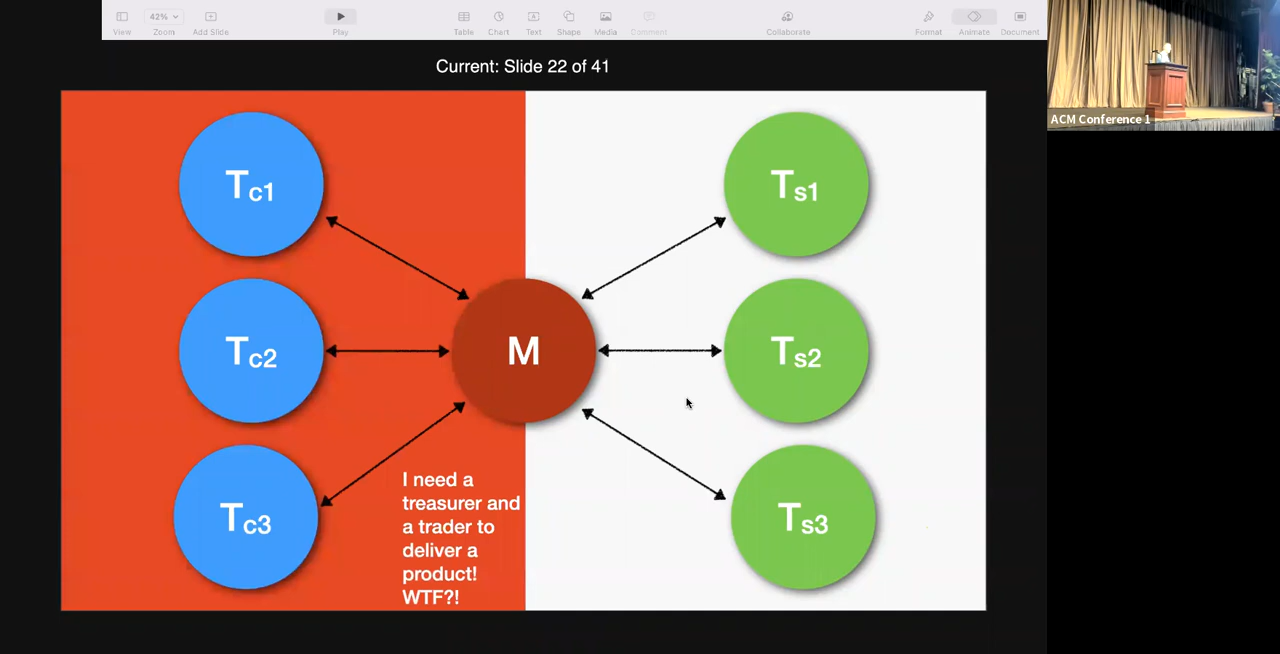 View
42%
Zoom
Add Slide
Play
Table
Chart
Text
Shape
Media
Comment
Collaborate
Format
Animate
Document
Current: Slide 22 of 41
ACM Conference 1
Tc1
Ts1
Tc2
M
Ts2
Tc3
Ts3
I need a
treasurer and
a trader to
deliver a
product!
WTF?!